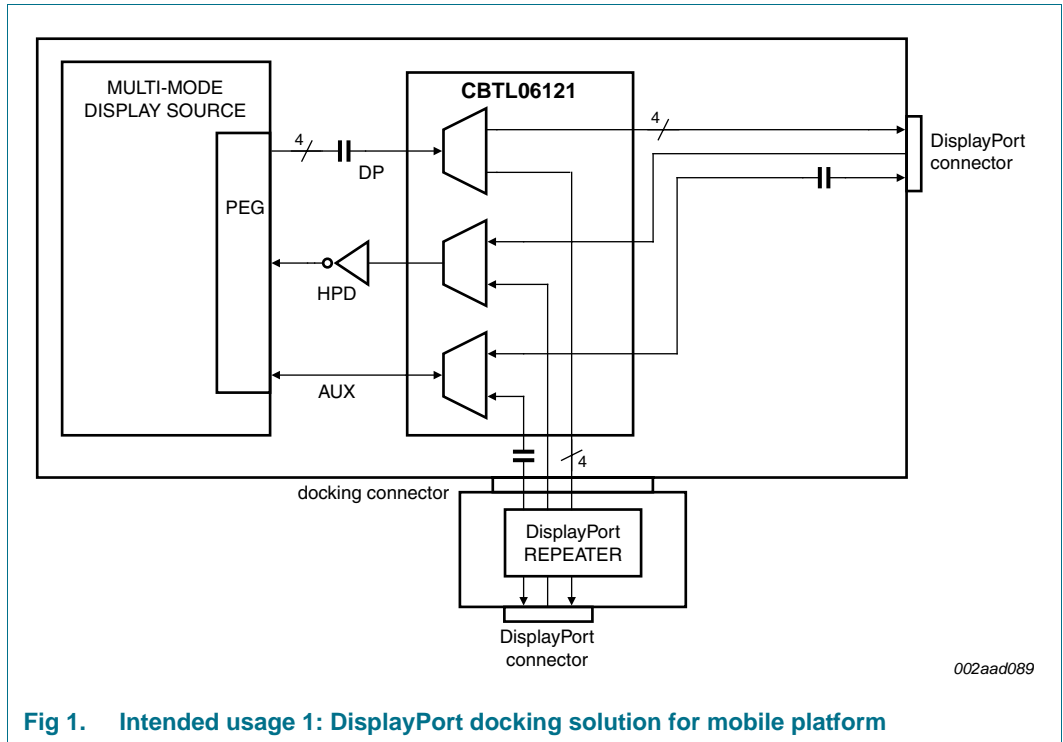 MULTI-MODE
DISPLAY SOURCE
CBTL06121
4
4
DisplayPort
connector
DP
PEG
HPD
AUX
4
docking connector
DisplayPort
REPEATER
DisplayPort
connector
002aad089
Fig 1. Intended usage 1: DisplayPort docking solution for mobile platform